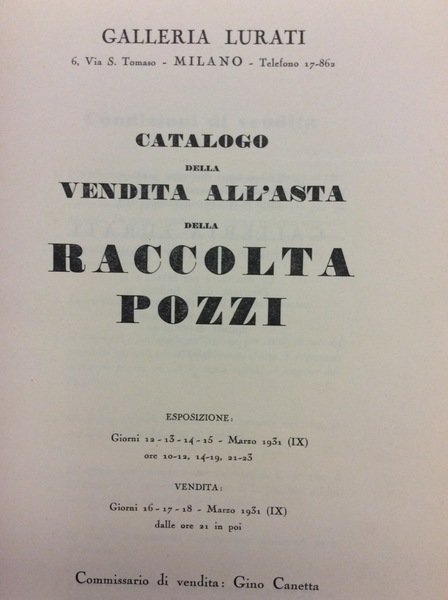 GALLERIA LURATI
6, Via S. Tomaso - MILANO - Telefono 17-862
CATALOGO
DELLA
VENDITA ALL'ASTA
DELLA
RACCOLTA
POZZI
ESPOSIZIONE:
Giorni 12-13-14-15 - Marzo 1931 (IX)
ore 10-12, 14-19, 21-23
VENDITA:
Giorni 16-17-18 - Marzo 1931 (IX)
dalle ore 21 in poi
Commissario di vendita: Gino Canetta